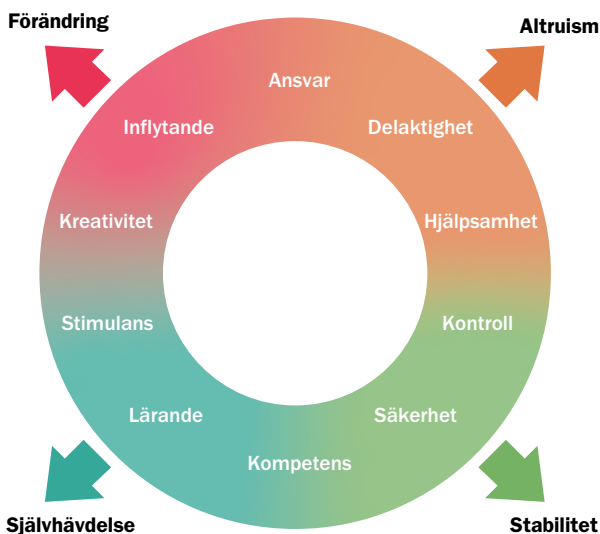 Förändring
Altruism
Ansvar
Inflytande
Delaktighet
Kreativitet
Hjälpsamhet
Stimulans
Kontroll
Lärande
Säkerhet
Kompetens
Självhävdelse
Stabilitet